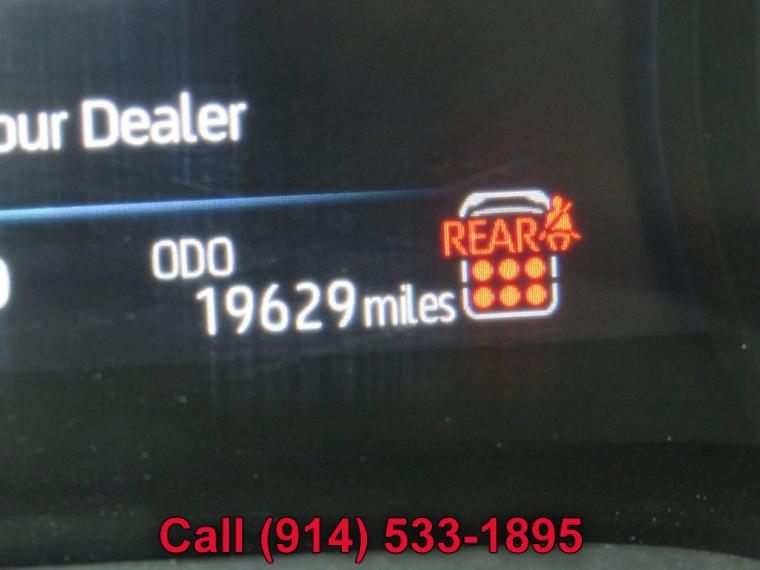 our Dealer
REAR
ODO
19629 miles
Call (914) 533-1895